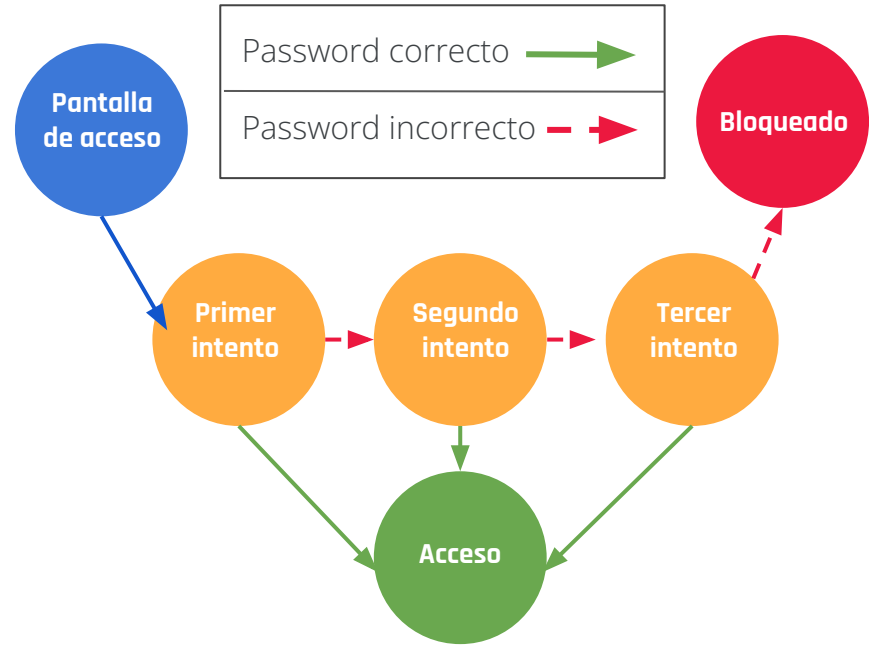 Password correcto
Password incorrecto
Pantalla
de acceso
Bloqueado
Primer
intento
Segundo
intento
Tercer
intento
Acceso